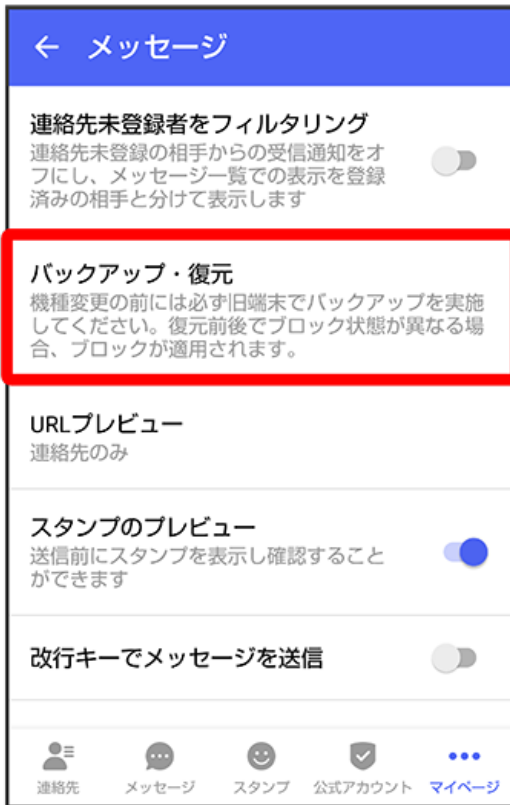 ← メッセージ
連絡先未登録者をフィルタリング
連絡先未登録の相手からの受信通知をオ
フにし、メッセージ一覧での表示を登録
済みの相手と分けて表示します
バックアップ・復元
機種変更の前には必ず旧端末でバックアップを実施
してください。復元前後でブロック状態が異なる場
合、ブロックが適用されます。
URLプレビュー
連絡先のみ
スタンプのプレビュー
送信前にスタンプを表示し確認すること
ができます
改行キーでメッセージを送信
連絡先 メッセージ スタンプ 公式アカウント マイページ